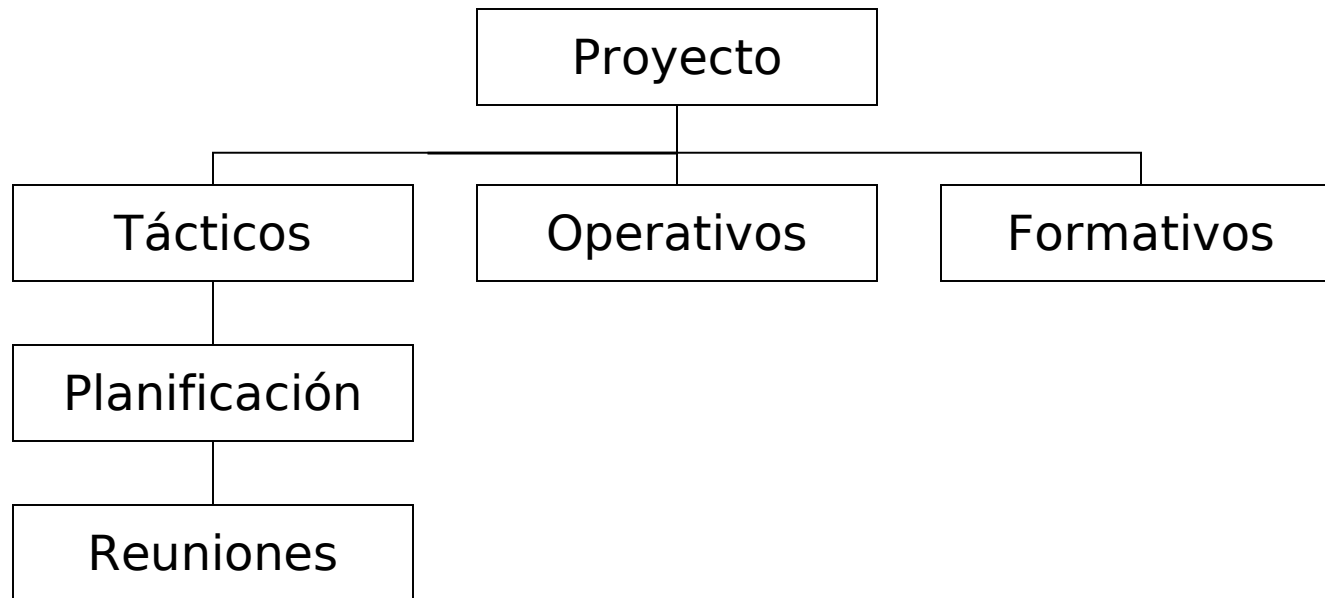 Proyecto
Tácticos
Operativos
Formativos
Planificación
Reuniones